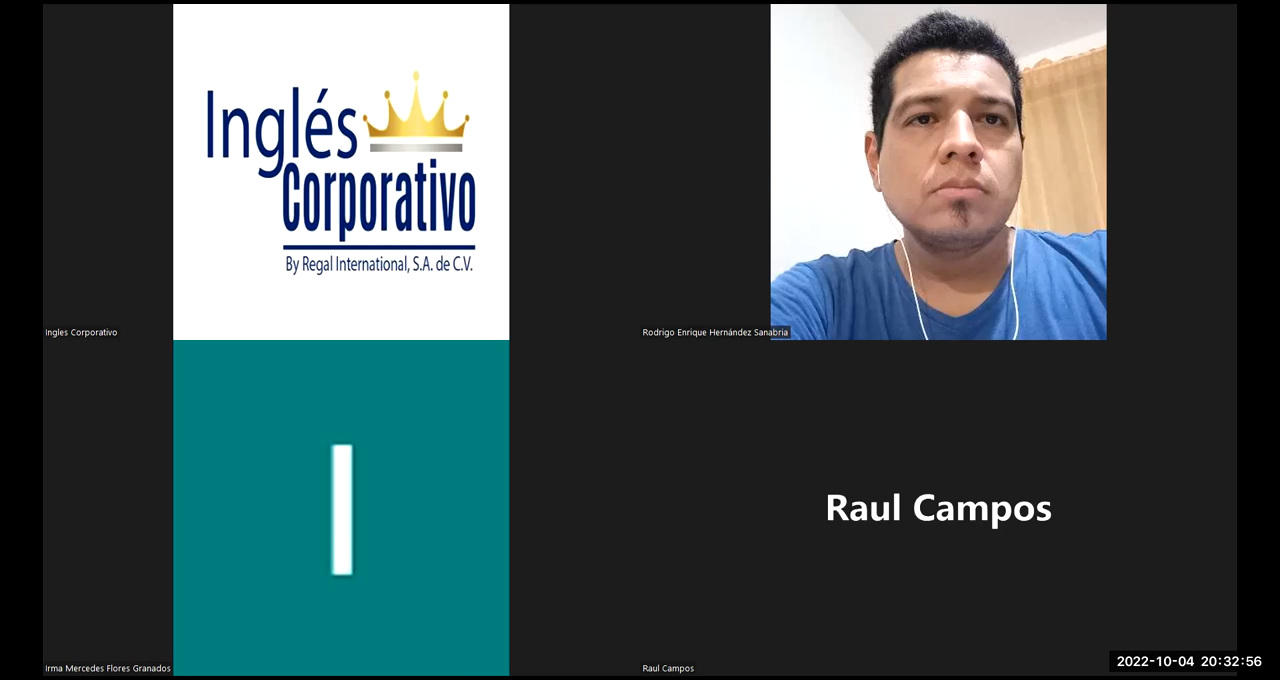 Inglés
Corporativo
By Regal International, S.A. de C.V.
Ingles Corporativo
Rodrigo Enrique Hernández Sanabria
I
Raul Campos
Irma Mercedes Flores Granados
Raul Campos
2022-10-04 20:32:56